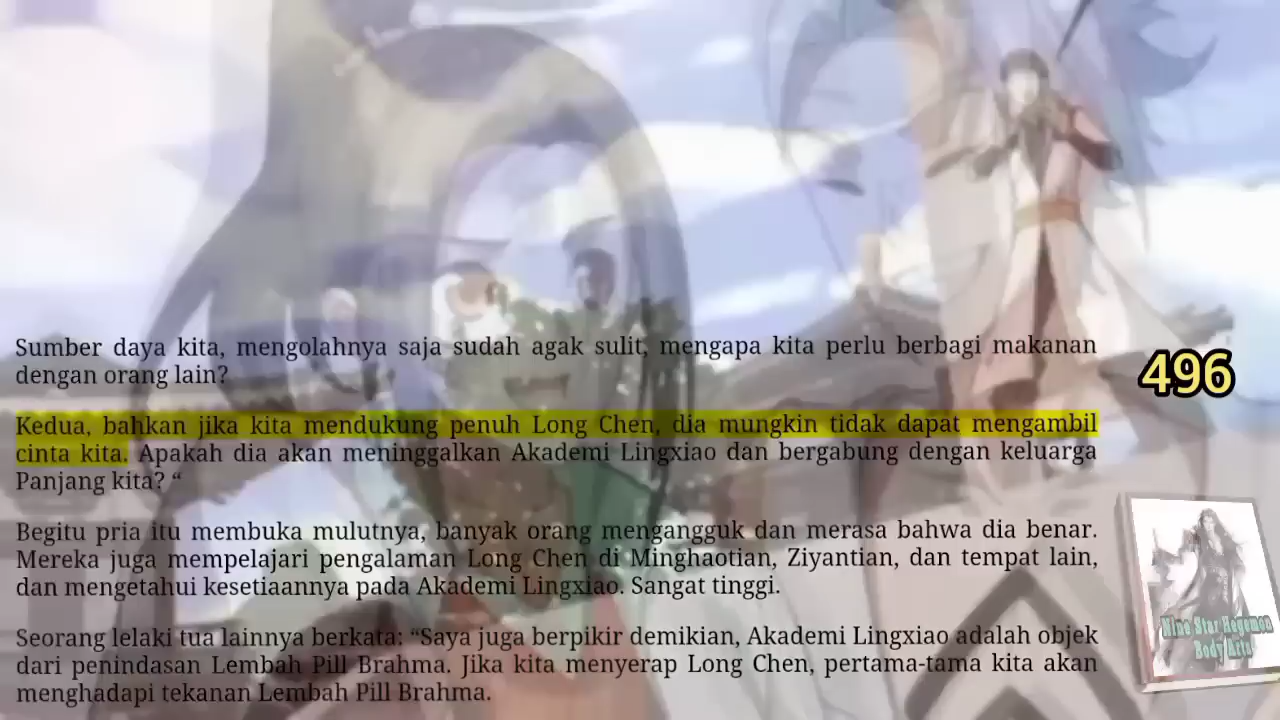 Sumber daya kita, mengolahnya saja sudah agak sulit, mengapa kita perlu berbagi makanan
dengan orang lain?
Kedua, bahkan jika kita mendukung penuh Long Chen, dia mungkin tidak dapat mengambil
cinta kita. Apakah dia akan meninggalkan Akademi Lingxiao dan bergabung dengan keluarga
Panjang kita? “
Begitu pria itu membuka mulutnya, banyak orang mengangguk dan merasa bahwa dia benar.
Mereka juga mempelajari pengalaman Long Chen di Minghaotian, Ziyantian, dan tempat lain,
dan mengetahui kesetiaannya pada Akademi Lingxiao. Sangat tinggi.
Seorang lelaki tua lainnya berkata: “Saya juga berpikir demikian, Akademi Lingxiao adalah objek
dari penindasan Lembah Pill Brahma. Jika kita menyerap Long Chen, pertama-tama kita akan
menghadapi tekanan Lembah Pill Brahma.
496
Nine Star Hegemon
Body Arts